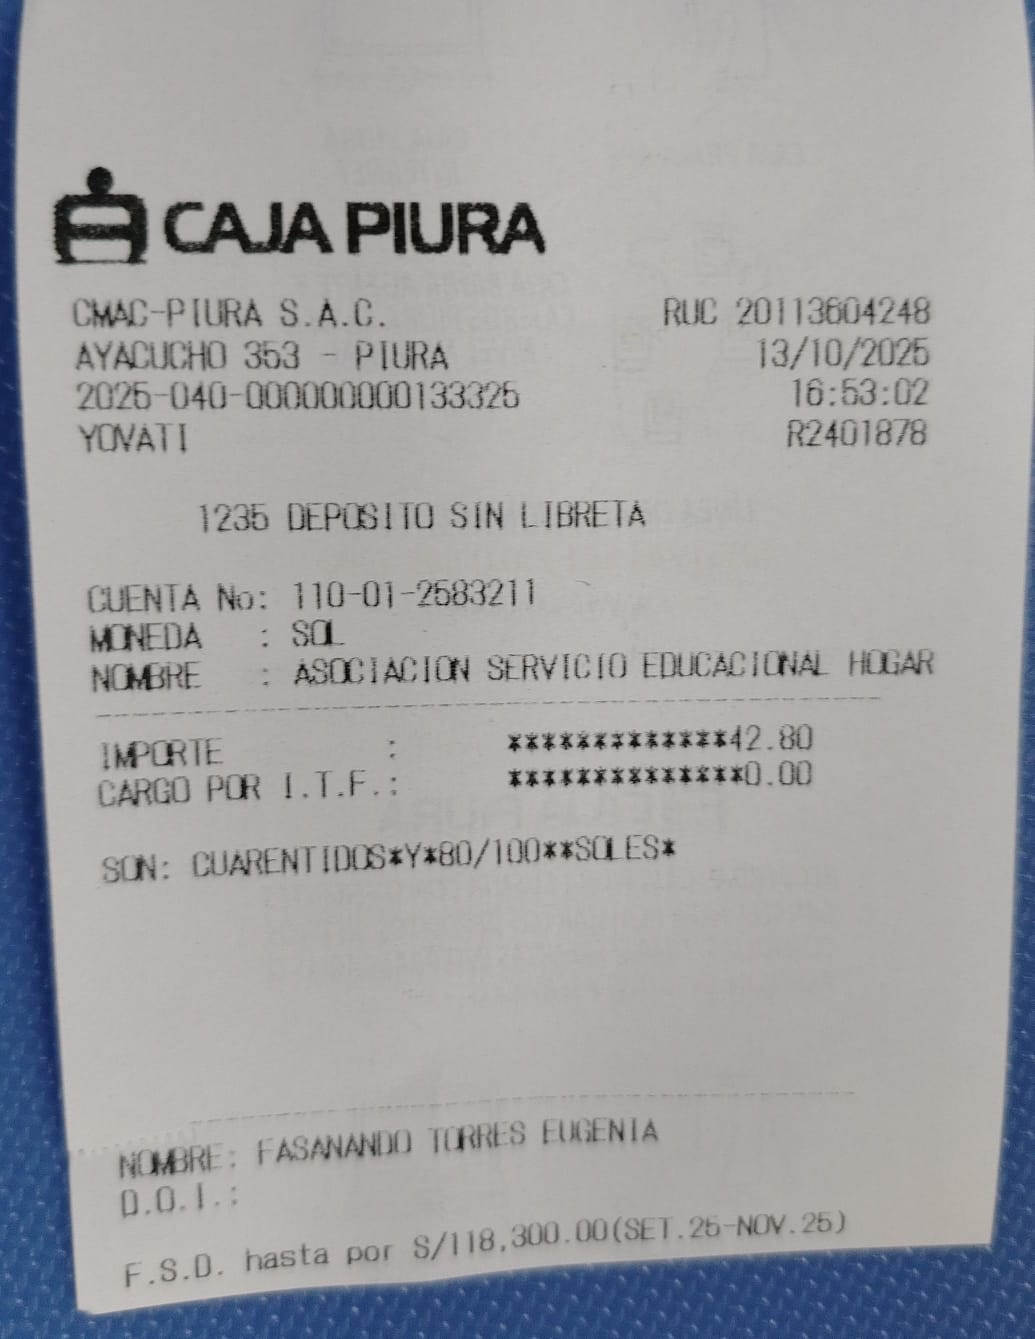 CAJA PIURA
CMAC-PIURA S.A.C. RUC 20113604248
AYACUCHO 353 - PIURA 13/10/2025
2025-040-000000000133325 16:53:02
YOVATI R2401878
1235 DEPOSITO SIN LIBRETA
CUENTA No: 110-01-2583211
MONEDA : SOL
NOMBRE : ASOCIACION SERVICIO EDUCACIONAL HOGAR
IMPORTE : *************42.80
CARGO POR I.T.F.: **************0.00
SON: CUARENTIDOS*Y*80/100**SOLES*
NOMBRE: FASANANDO TORRES EUGENIA
D.O.I.:
F.S.D. hasta por S/118,300.00(SET.25-NOV.25)